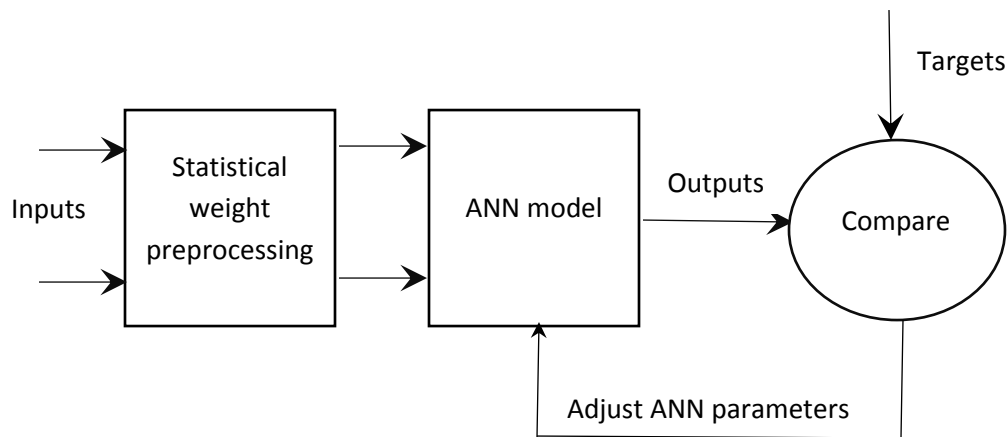 Targets
Statistical
weight
preprocessing
Inputs
ANN model
Outputs
Compare
Adjust ANN parameters